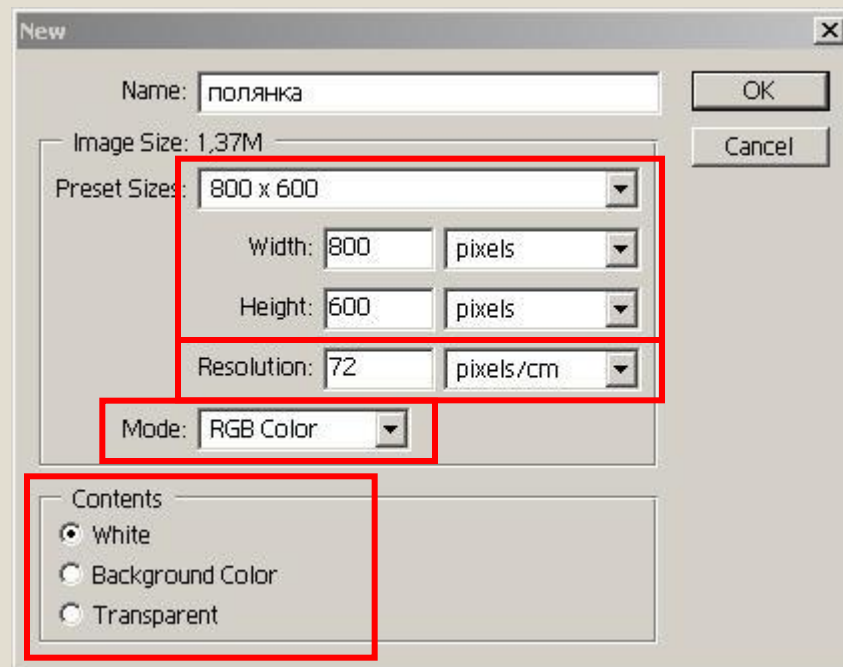 New
Name: полянка
OK
Image Size: 1,37M
Cancel
Preset Sizes: 800 x 600
Width: 800 pixels
Height: 600 pixels
Resolution: 72 pixels/cm
Mode: RGB Color
Contents
White
Background Color
Transparent